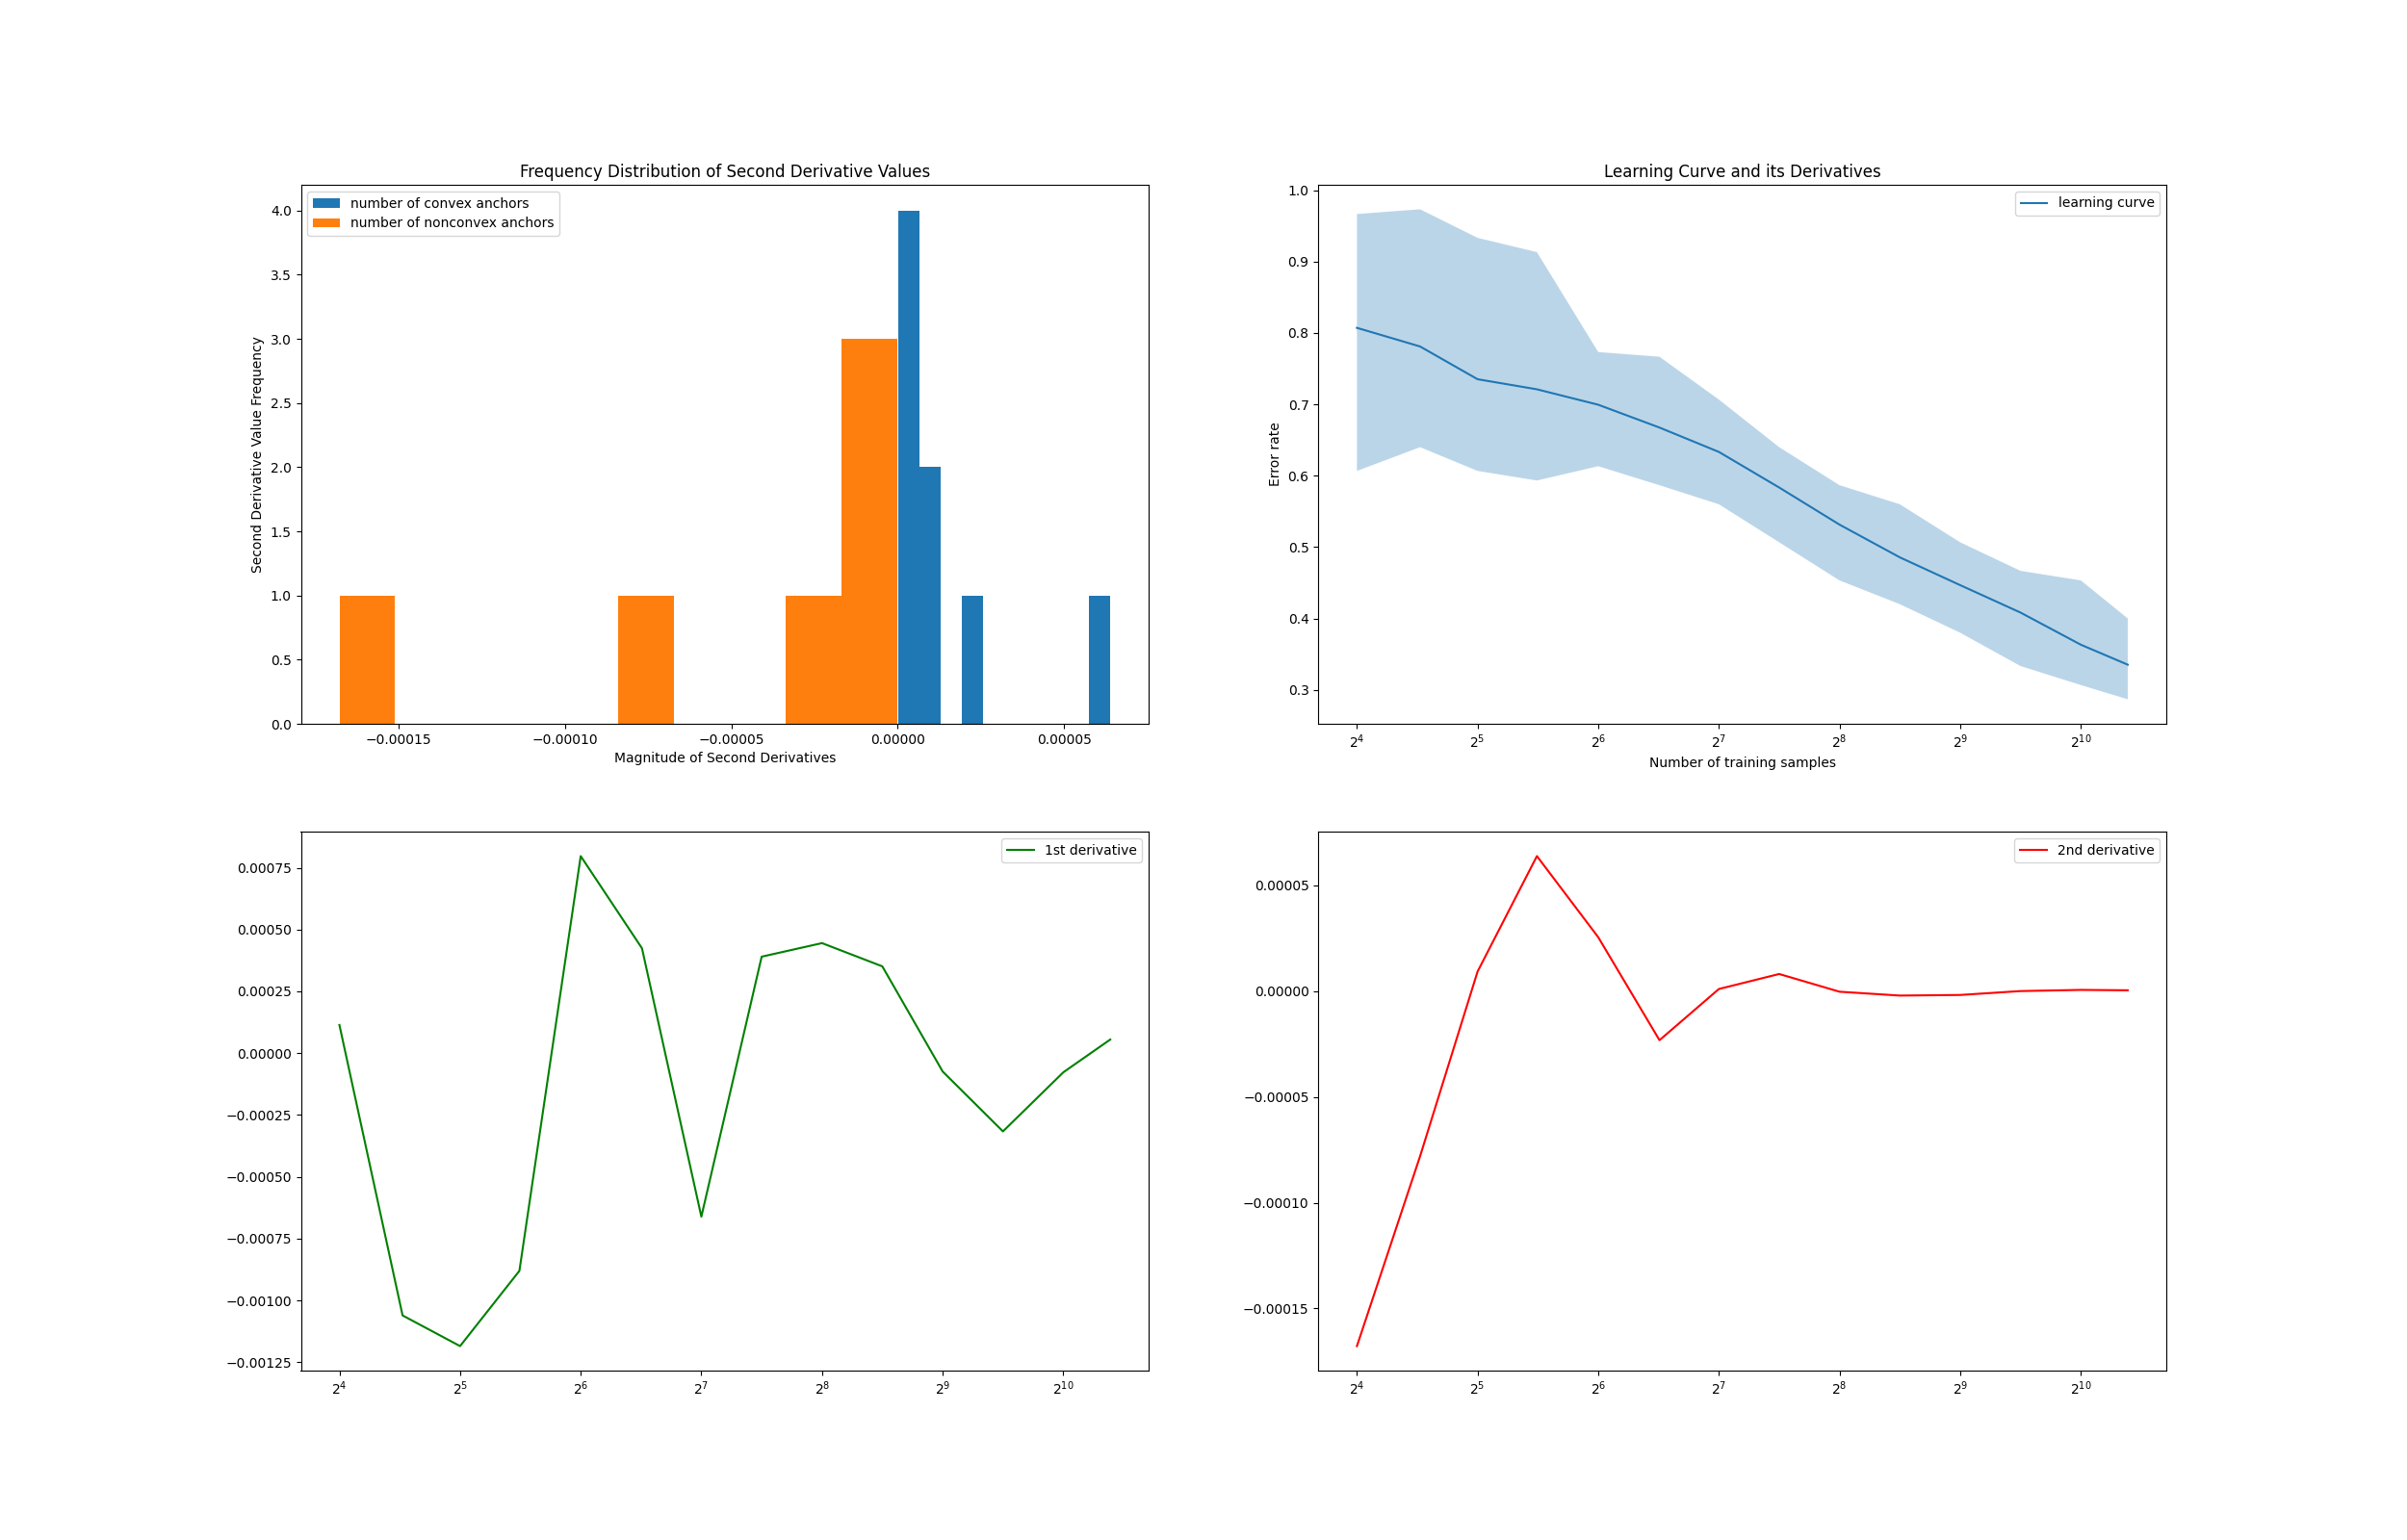 Frequency Distribution of Second Derivative Values
number of convex anchors
number of nonconvex anchors
4.0
3.5
3.0
2.5
2.0
1.5
1.0
0.5
0.0
Second Derivative Value Frequency
−0.00015 −0.00010 −0.00005 0.00000 0.00005
Magnitude of Second Derivatives
Learning Curve and its Derivatives
learning curve
1.0
0.9
0.8
0.7
0.6
0.5
0.4
0.3
Error rate
2⁴ 2⁵ 2⁶ 2⁷ 2⁸ 2⁹ 2¹⁰
Number of training samples
1st derivative
0.00075
0.00050
0.00025
0.00000
−0.00025
−0.00050
−0.00075
−0.00100
−0.00125
2⁴ 2⁵ 2⁶ 2⁷ 2⁸ 2⁹ 2¹⁰
2nd derivative
0.00005
0.00000
−0.00005
−0.00010
−0.00015
2⁴ 2⁵ 2⁶ 2⁷ 2⁸ 2⁹ 2¹⁰